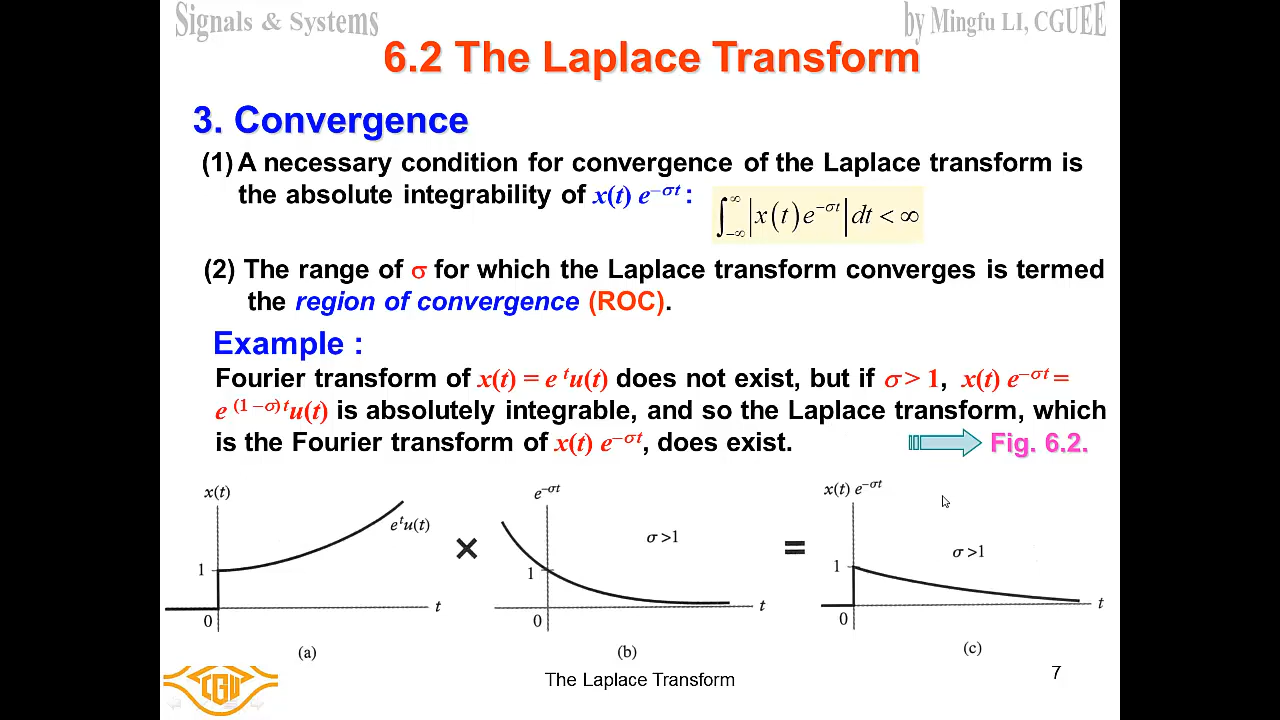 Signals & Systems
by Mingfu LI, CGUEE
6.2 The Laplace Transform
3. Convergence
(1) A necessary condition for convergence of the Laplace transform is
the absolute integrability of x(t) e^{−σt} :
∫_{−∞}^{∞} |x(t)e^{−σt}| dt < ∞
(2) The range of σ for which the Laplace transform converges is termed
the region of convergence (ROC).
Example :
Fourier transform of x(t) = e^{t}u(t) does not exist, but if σ > 1, x(t) e^{−σt} =
e^{(1−σ)t}u(t) is absolutely integrable, and so the Laplace transform, which
is the Fourier transform of x(t) e^{−σt}, does exist.
Fig. 6.2.
x(t)
e^{t}u(t)
1
0
t
(a)
×
e^{−σt}
σ >1
1
0
t
(b)
=
x(t) e^{−σt}
σ >1
1
0
t
(c)
CGU
The Laplace Transform
7